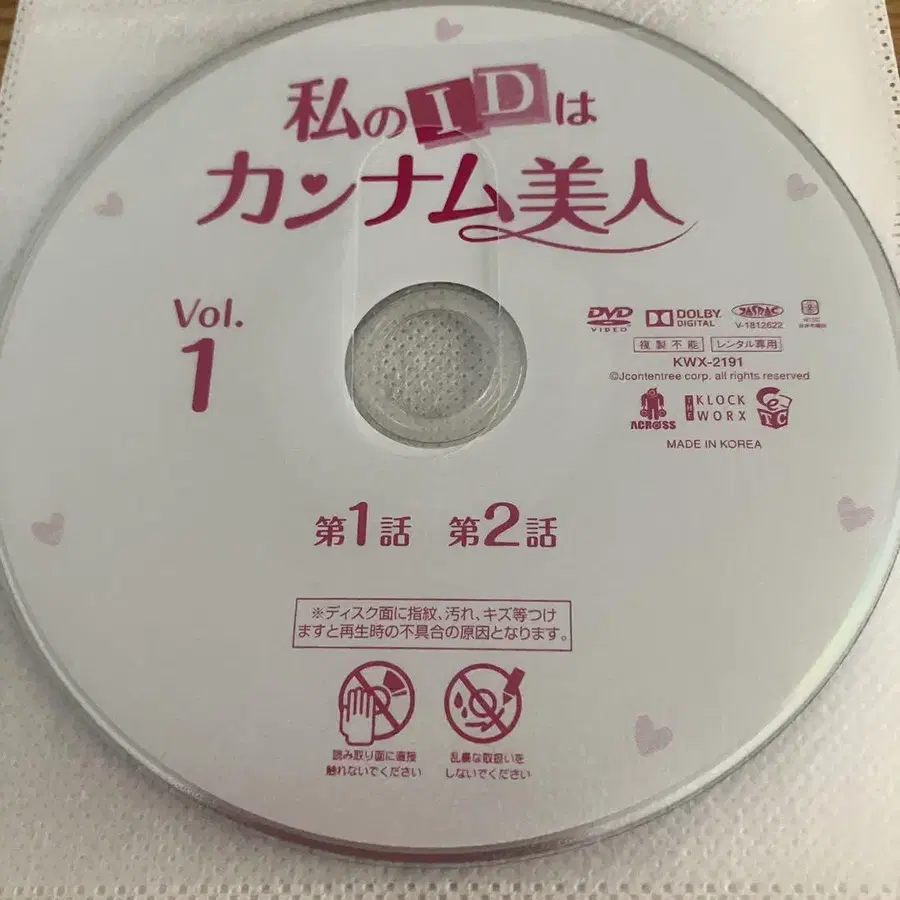 私のIDは
カンナム美人
Vol.
1
DVD
VIDEO
DOLBY
DIGITAL
JASRAC
V-1812622
複製不能 レンタル専用
KWX-2191
©Jcontentree corp. all rights reserved
ACROSS
THE
KLOCK
WORX
MADE IN KOREA
第1話 第2話
※ディスク面に指紋、汚れ、キズ等つけ
ますと再生時の不具合の原因となります。
読み取り面に直接
触れないでください
乱暴な取扱いを
しないでください